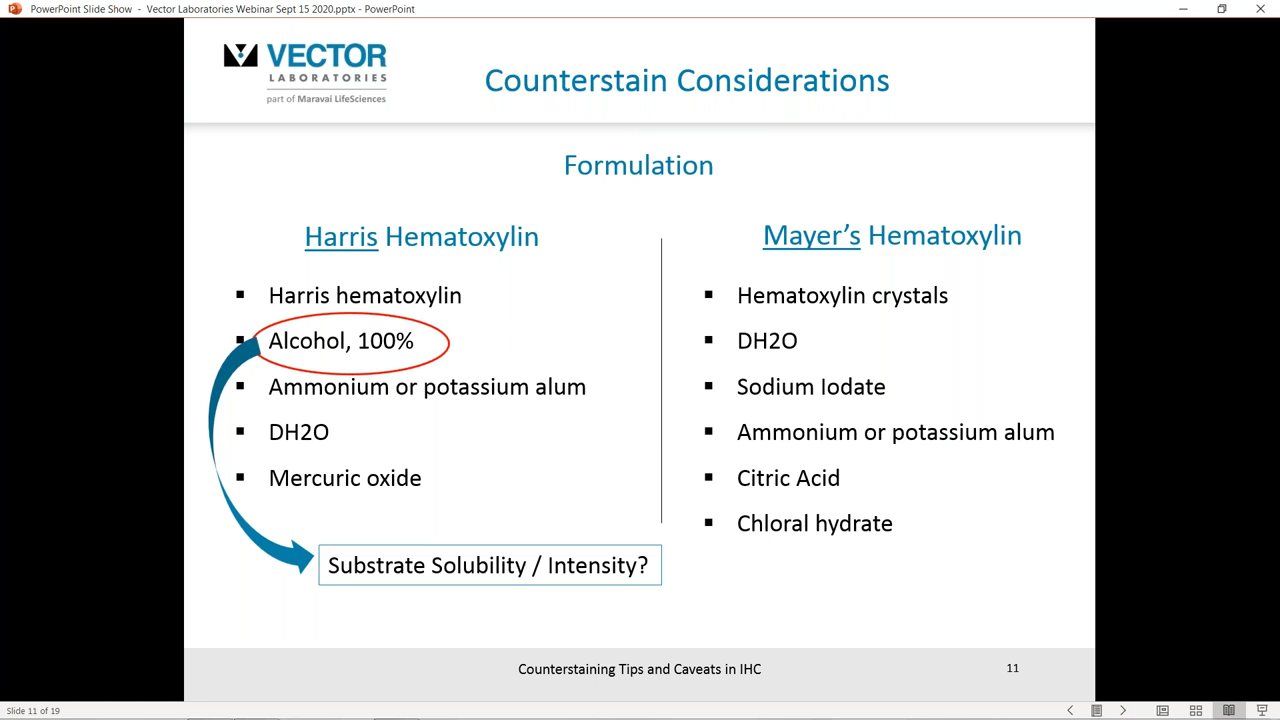 PowerPoint Slide Show - Vector Laboratories Webinar Sept 15 2020.pptx - PowerPoint
VECTOR
LABORATORIES
part of Maravai LifeSciences
Counterstain Considerations
Formulation
Harris Hematoxylin
Harris hematoxylin
Alcohol, 100%
Ammonium or potassium alum
DH2O
Mercuric oxide
Substrate Solubility / Intensity?
Mayer’s Hematoxylin
Hematoxylin crystals
DH2O
Sodium Iodate
Ammonium or potassium alum
Citric Acid
Chloral hydrate
Counterstaining Tips and Caveats in IHC
11
Slide 11 of 19